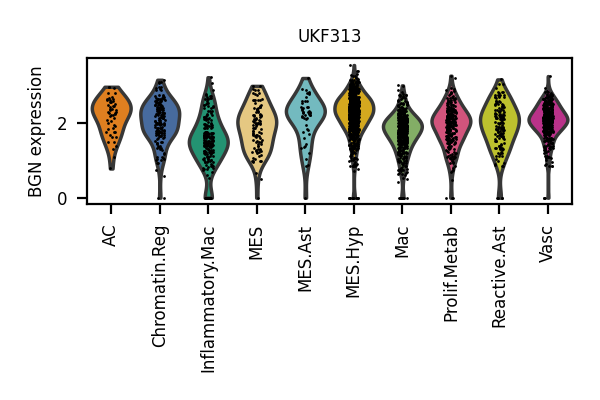 UKF313
BGN expression
2
0
AC
Chromatin.Reg
Inflammatory.Mac
MES
MES.Ast
MES.Hyp
Mac
Prolif.Metab
Reactive.Ast
Vasc